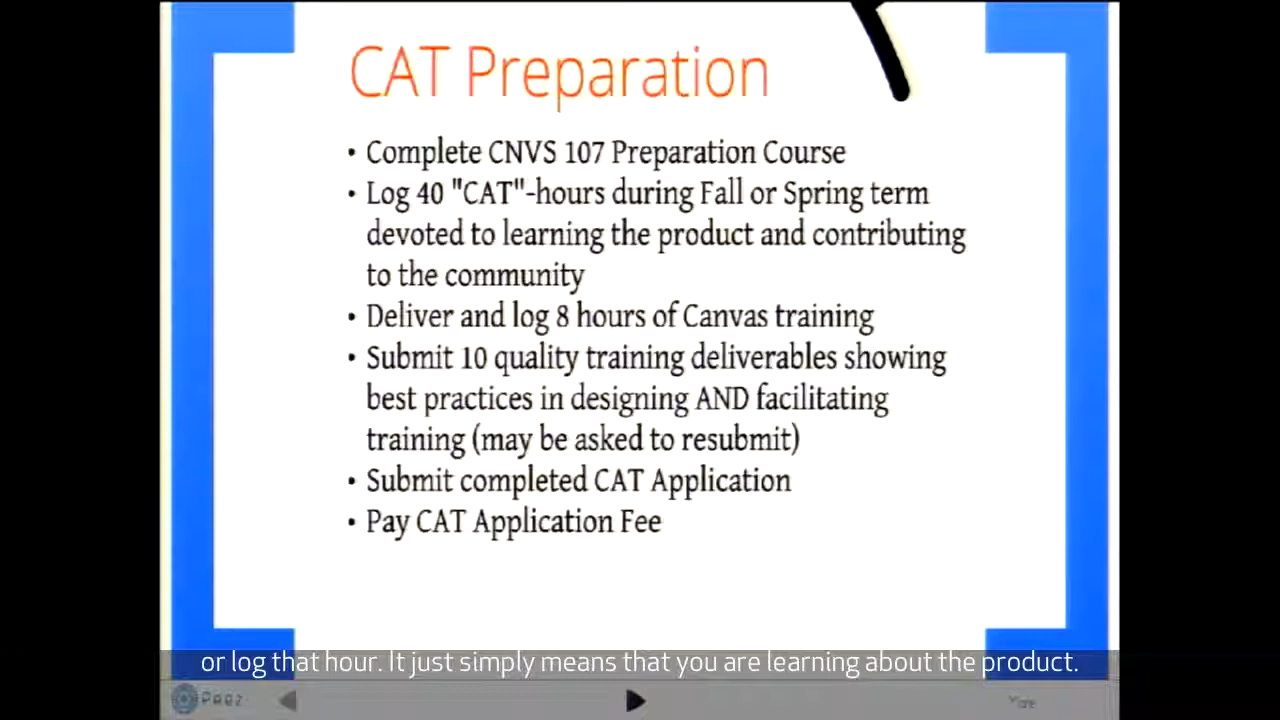 CAT Preparation
• Complete CNVS 107 Preparation Course
• Log 40 "CAT"-hours during Fall or Spring term
devoted to learning the product and contributing
to the community
• Deliver and log 8 hours of Canvas training
• Submit 10 quality training deliverables showing
best practices in designing AND facilitating
training (may be asked to resubmit)
• Submit completed CAT Application
• Pay CAT Application Fee
or log that hour. It just simply means that you are learning about the product.